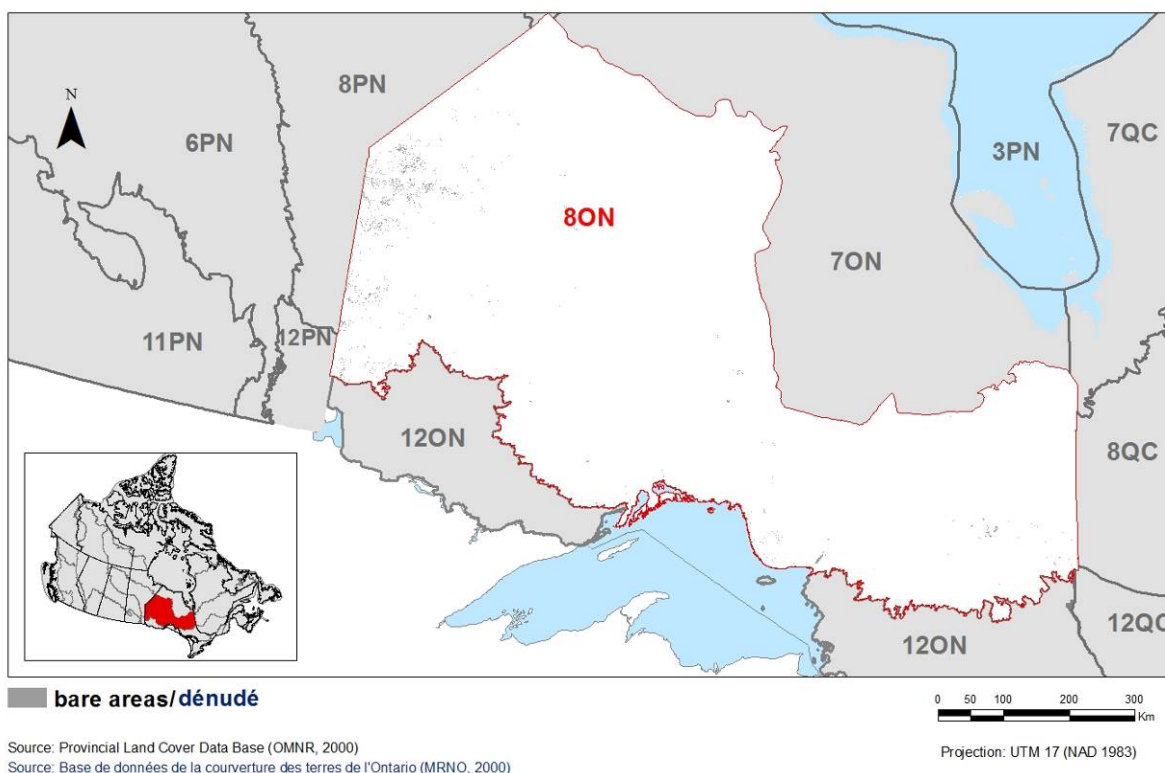 N
8PN
6PN
7QC
3PN
8ON
7ON
11PN
12PN
12ON
8QC
12ON
12QC
bare areas/dénudé
0 50 100 200 300
Km
Source: Provincial Land Cover Data Base (OMNR, 2000)
Projection: UTM 17 (NAD 1983)
Source: Base de données de la courverture des terres de l'Ontario (MRNO, 2000)